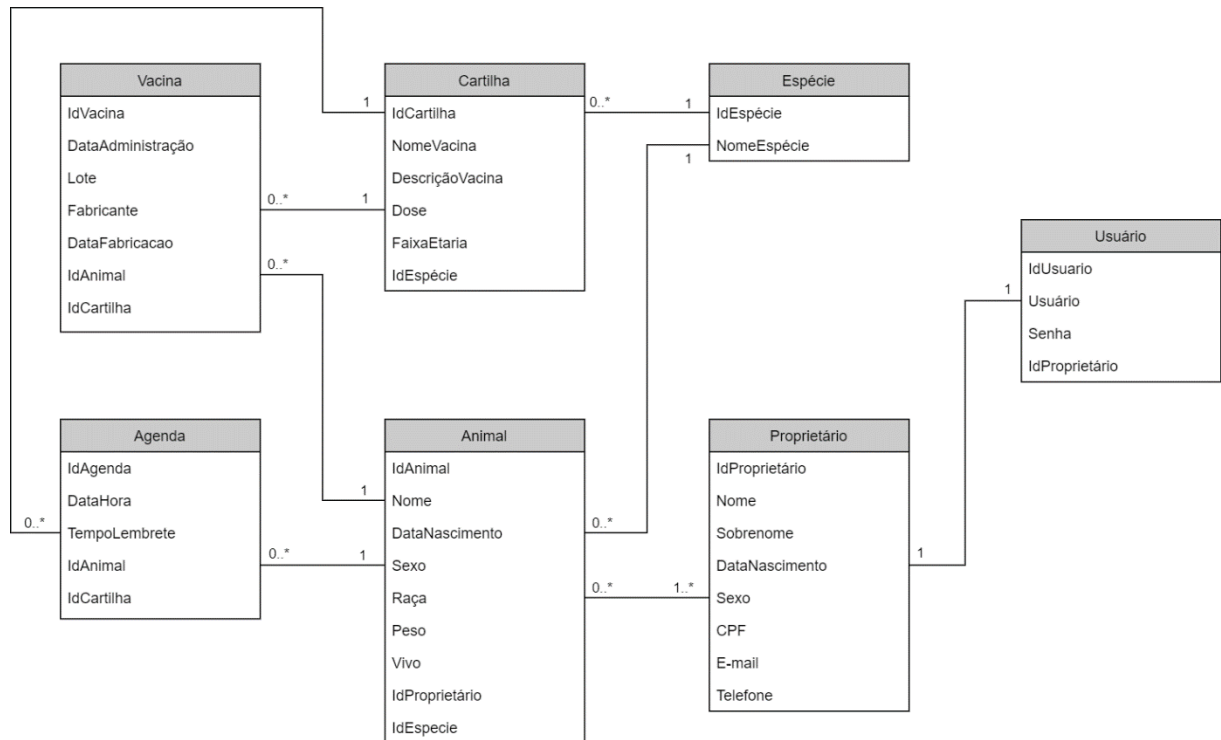 Vacina
IdVacina
DataAdministração
Lote
Fabricante
DataFabricacao
IdAnimal
IdCartilha
Cartilha
IdCartilha
NomeVacina
DescriçãoVacina
Dose
FaixaEtaria
IdEspécie
Espécie
IdEspécie
NomeEspécie
Usuário
IdUsuario
Usuário
Senha
IdProprietário
Agenda
IdAgenda
DataHora
TempoLembrete
IdAnimal
IdCartilha
Animal
IdAnimal
Nome
DataNascimento
Sexo
Raça
Peso
Vivo
IdProprietário
IdEspecie
Proprietário
IdProprietário
Nome
Sobrenome
DataNascimento
Sexo
CPF
E-mail
Telefone
1
0..*
1
0..*
1
1
0..*
1
1
0..*
0..*
1
0..*
1
0..*
1..*
1